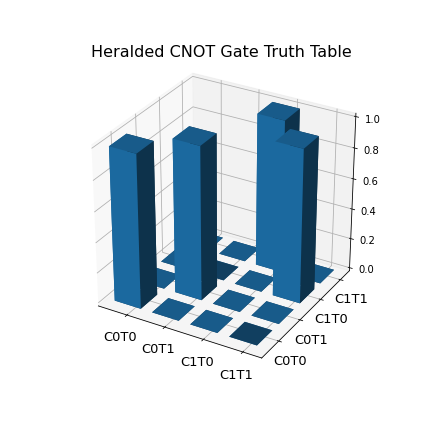 Heralded CNOT Gate Truth Table
1.0
0.8
0.6
0.4
0.2
0.0
C0T0
C0T1
C1T0
C1T1
C0T0
C0T1
C1T0
C1T1